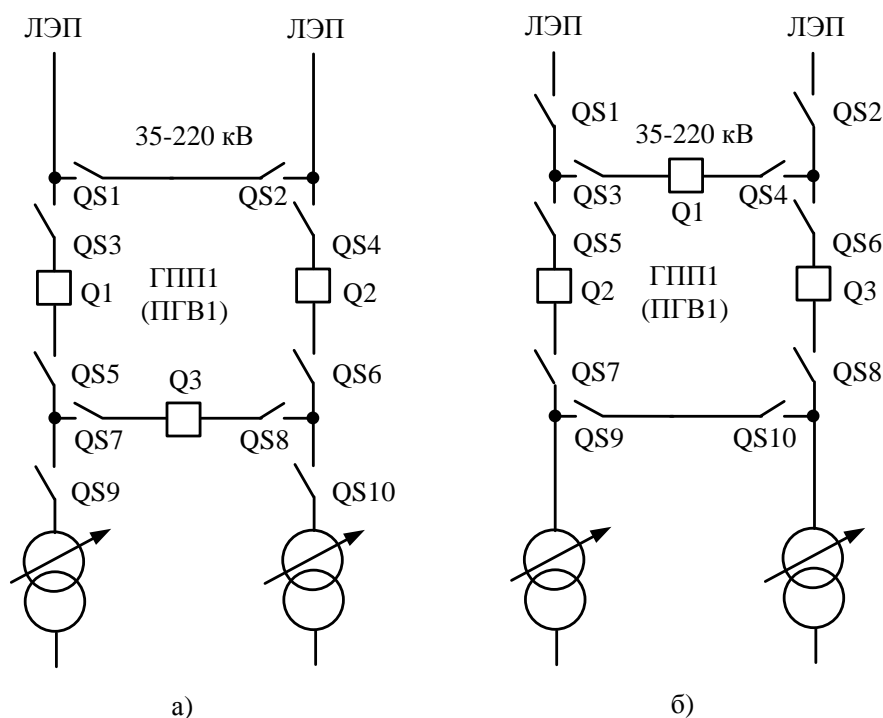 ЛЭП
ЛЭП
35-220 кВ
QS1
QS2
QS3
QS4
ГПП1
(ПГВ1)
Q1
Q2
QS5
Q3
QS6
QS7
QS8
QS9
QS10
а)
ЛЭП
ЛЭП
QS1
QS2
35-220 кВ
QS3
QS4
Q1
QS5
QS6
ГПП1
(ПГВ1)
Q2
Q3
QS7
QS8
QS9
QS10
б)